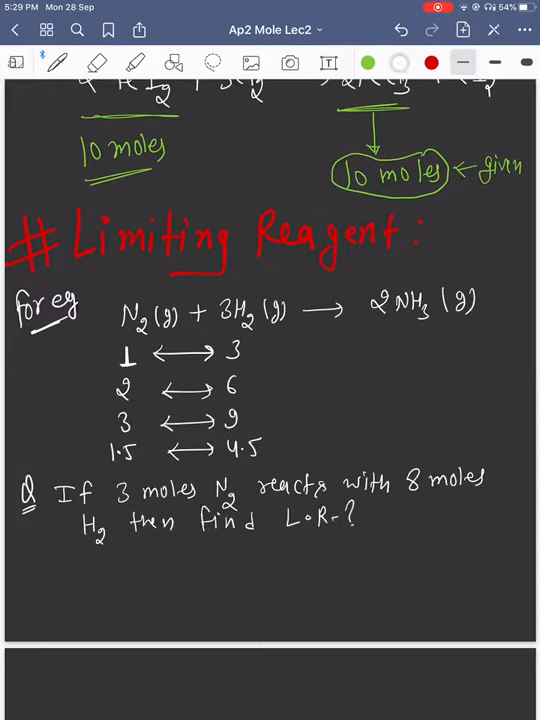 5:29 PM Mon 28 Sep 54%
Ap2 Mole Lec2
10 moles
10 moles ← given
# Limiting Reagent :
For eg N₂(g) + 3H₂(g) → 2NH₃(g)
1 ↔ 3
2 ↔ 6
3 ↔ 9
1.5 ↔ 4.5
Q If 3 moles N₂ reacts with 8 moles
H₂ then find L.R-?